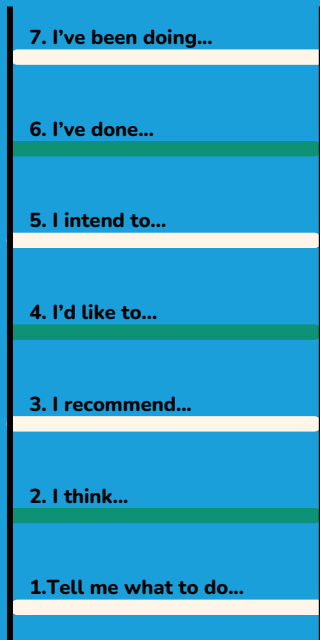 7. I’ve been doing...
6. I’ve done...
5. I intend to...
4. I’d like to...
3. I recommend...
2. I think...
1.Tell me what to do...